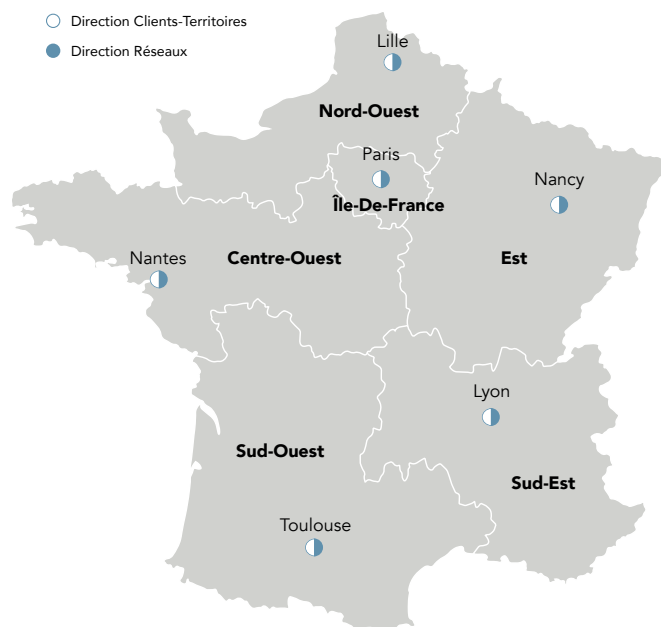 Direction Clients-Territoires
Direction Réseaux
Lille
Nord-Ouest
Paris
Île-De-France
Nancy
Est
Nantes
Centre-Ouest
Lyon
Sud-Est
Sud-Ouest
Toulouse